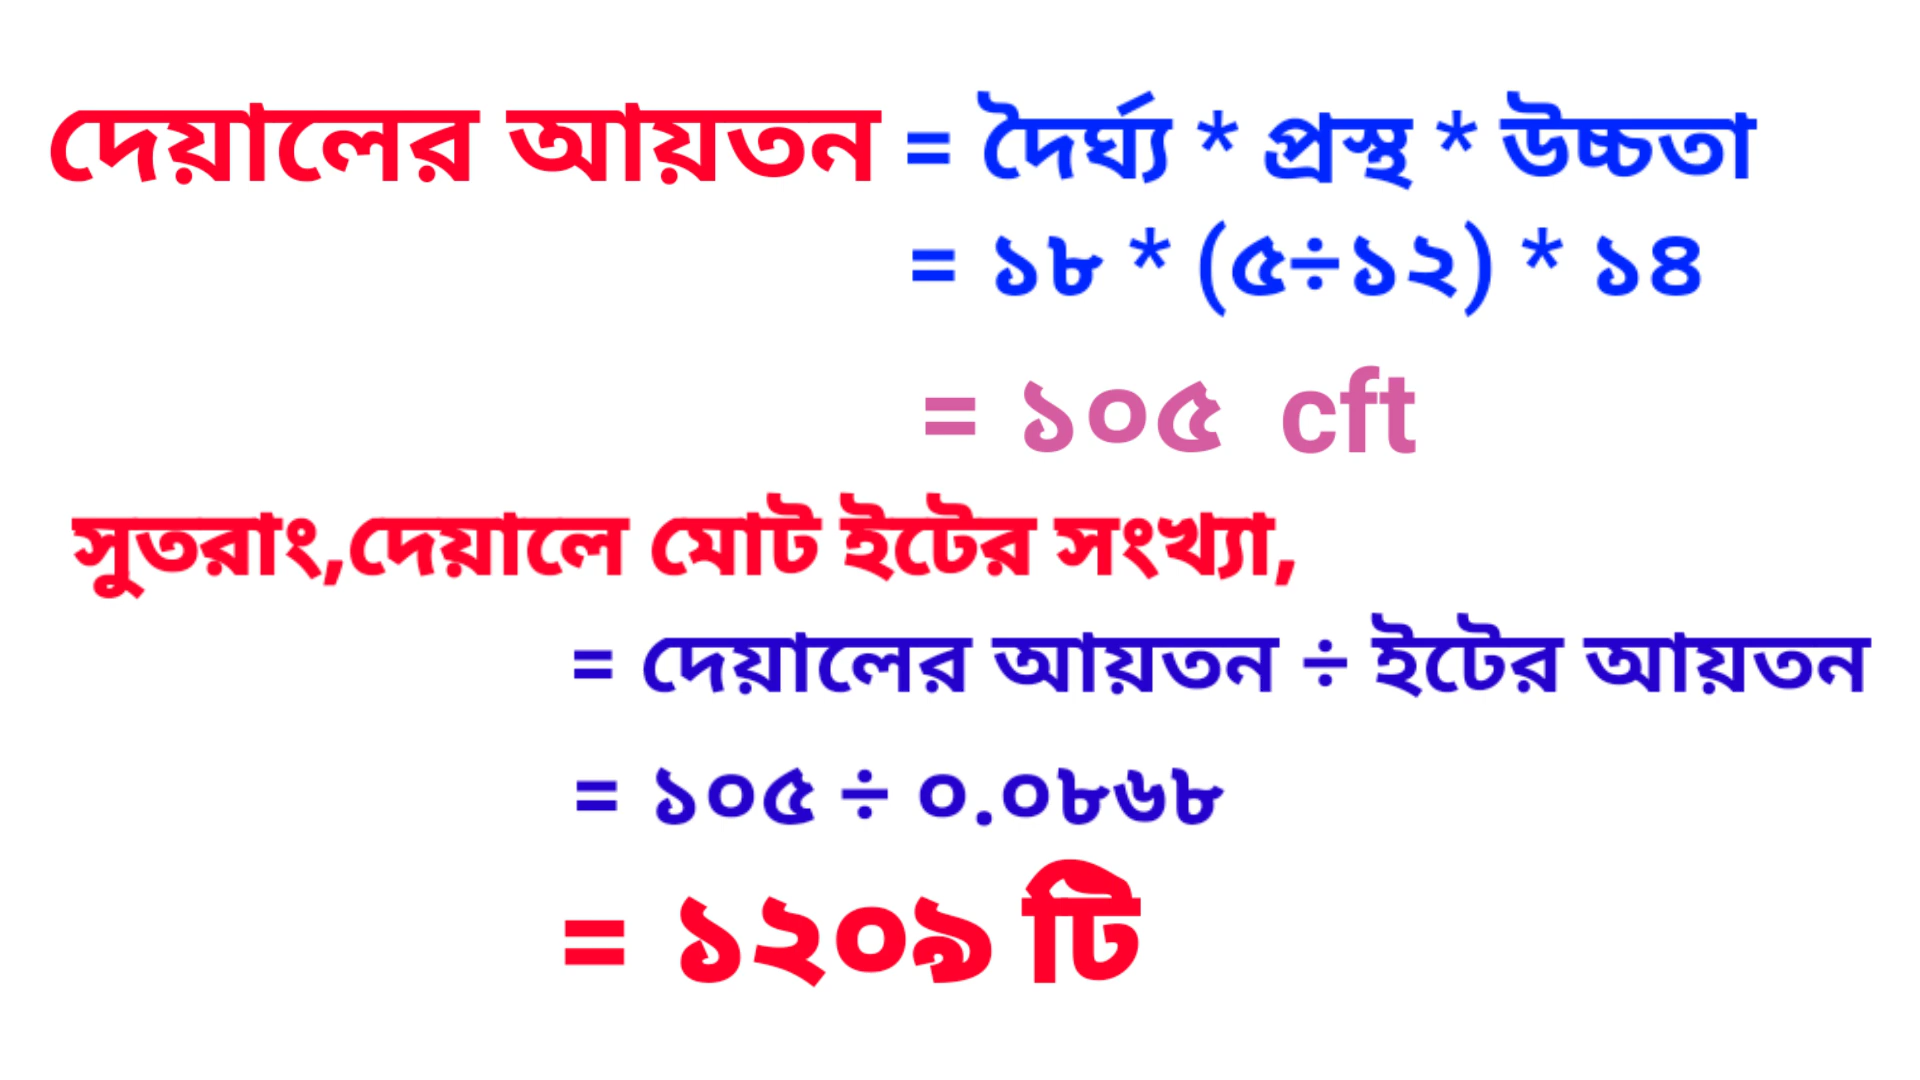 দেয়ালের আয়তন = দৈর্ঘ্য * প্রস্থ * উচ্চতা
= ১৮ * (৫÷১২) * ১৪
= ১০৫ cft
সুতরাং,দেয়ালে মোট ইটের সংখ্যা,
= দেয়ালের আয়তন ÷ ইটের আয়তন
= ১০৫ ÷ ০.০৮৬৮
= ১২০৯ টি